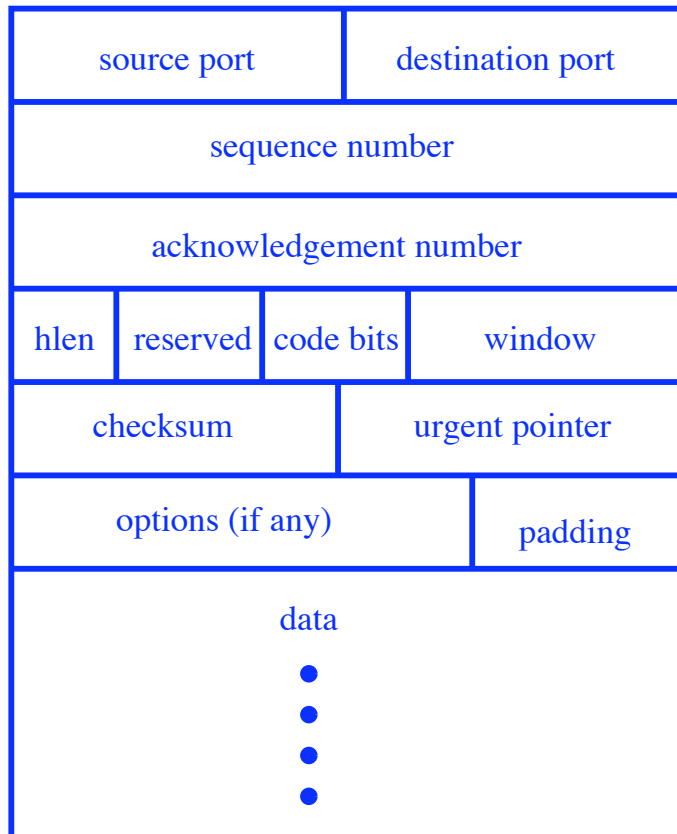 source port destination port
sequence number
acknowledgement number
hlen reserved code bits window
checksum urgent pointer
options (if any) padding
data